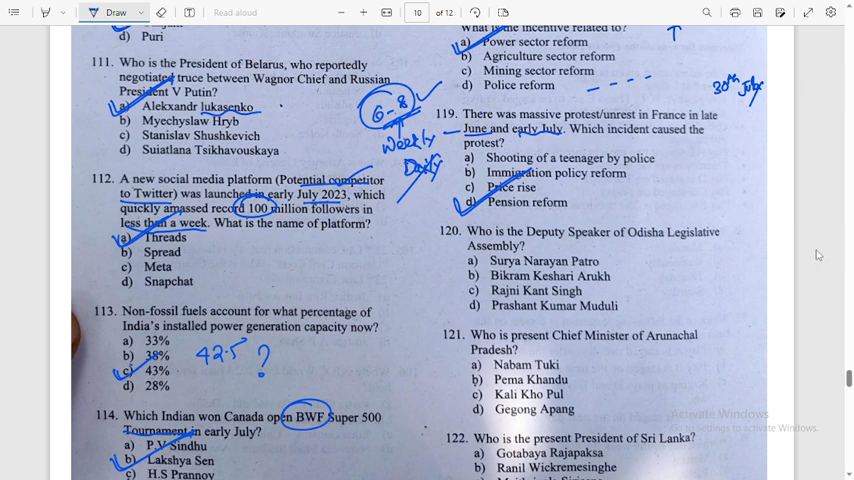 Draw
Read aloud
10
of 12
d) Puri
111. Who is the President of Belarus, who reportedly
negotiated truce between Wagnor Chief and Russian
President V Putin?
a) Alekxandr lukasenko
b) Myechyslaw Hryb
c) Stanislav Shushkevich
d) Suiatlana Tsikhavouskaya
112. A new social media platform (Potential competitor
to Twitter) was launched in early July 2023, which
quickly amassed record 100 million followers in
less than a week. What is the name of platform?
a) Threads
b) Spread
c) Meta
d) Snapchat
113. Non-fossil fuels account for what percentage of
India's installed power generation capacity now?
a) 33%
b) 38%
c) 43%
d) 28%
42.5 ?
114. Which Indian won Canada open BWF Super 500
Tournament in early July?
a) P.V Sindhu
b) Lakshya Sen
c) H.S Prannoy
6-8
Weekly
Daily
What is the incentive related to?
a) Power sector reform
b) Agriculture sector reform
c) Mining sector reform
d) Police reform
30th July
119. There was massive protest/unrest in France in late
June and early July. Which incident caused the
protest?
a) Shooting of a teenager by police
b) Immigration policy reform
c) Price rise
d) Pension reform
120. Who is the Deputy Speaker of Odisha Legislative
Assembly?
a) Surya Narayan Patro
b) Bikram Keshari Arukh
c) Rajni Kant Singh
d) Prashant Kumar Muduli
121. Who is present Chief Minister of Arunachal
Pradesh?
a) Nabam Tuki
b) Pema Khandu
c) Kali Kho Pul
d) Gegong Apang
122. Who is the present President of Sri Lanka?
a) Gotabaya Rajapaksa
b) Ranil Wickremesinghe
Activate Windows
Go to Settings to activate Windows.